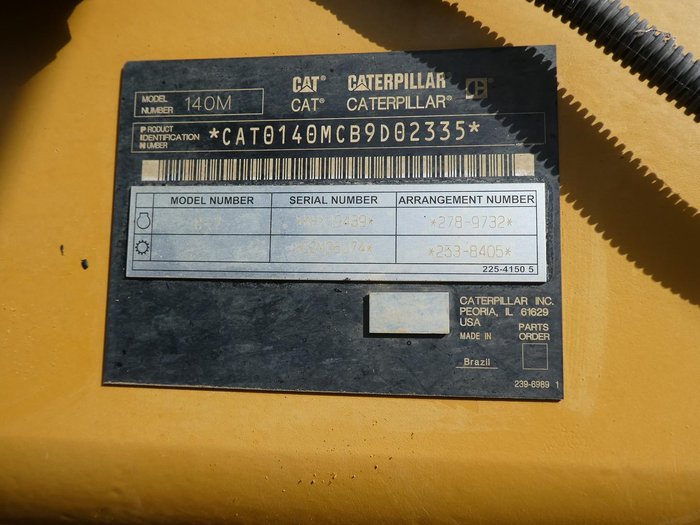 CAT CATERPILLAR
CAT® CATERPILLAR®
MODEL NUMBER 140M
PRODUCT IDENTIFICATION NUMBER *CAT0140MCB9D02335*
MODEL NUMBER SERIAL NUMBER ARRANGEMENT NUMBER
*278-9732*
*233-8405*
225-4150 5
CATERPILLAR INC.
PEORIA, IL 61629
USA
MADE IN
Brazil
PARTS
ORDER
239-6989 1